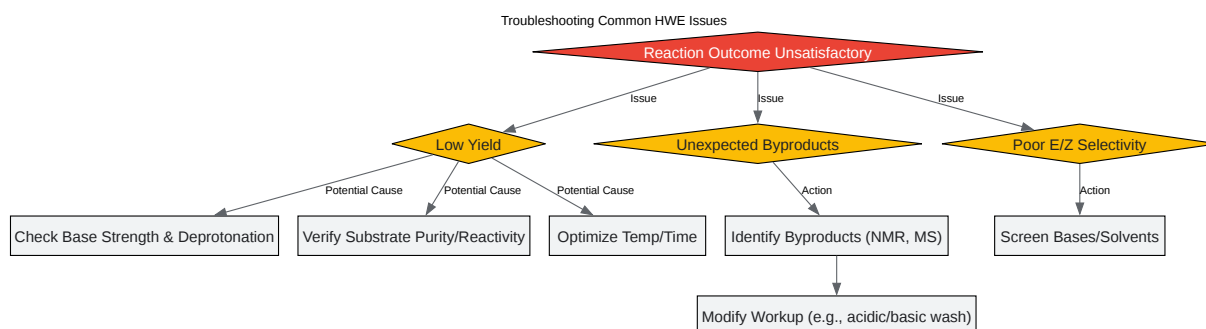 Troubleshooting Common HWE Issues
Reaction Outcome Unsatisfactory
Issue
Issue
Issue
Low Yield
Unexpected Byproducts
Poor E/Z Selectivity
Potential Cause
Potential Cause
Potential Cause
Action
Action
Check Base Strength & Deprotonation
Verify Substrate Purity/Reactivity
Optimize Temp/Time
Identify Byproducts (NMR, MS)
Screen Bases/Solvents
Modify Workup (e.g., acidic/basic wash)